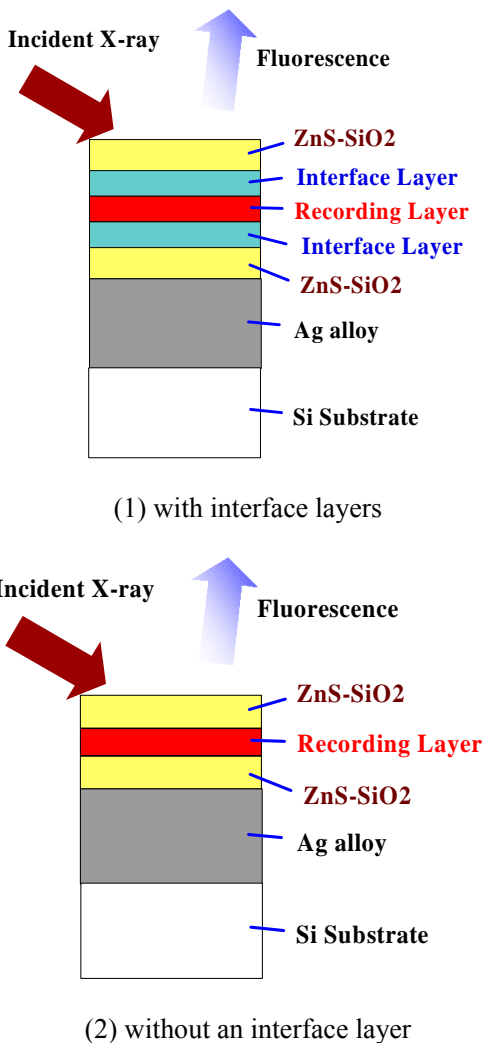 Incident X-ray
Fluorescence
ZnS-SiO2
Interface Layer
Recording Layer
Interface Layer
ZnS-SiO2
Ag alloy
Si Substrate
(1) with interface layers
Incident X-ray
Fluorescence
ZnS-SiO2
Recording Layer
ZnS-SiO2
Ag alloy
Si Substrate
(2) without an interface layer